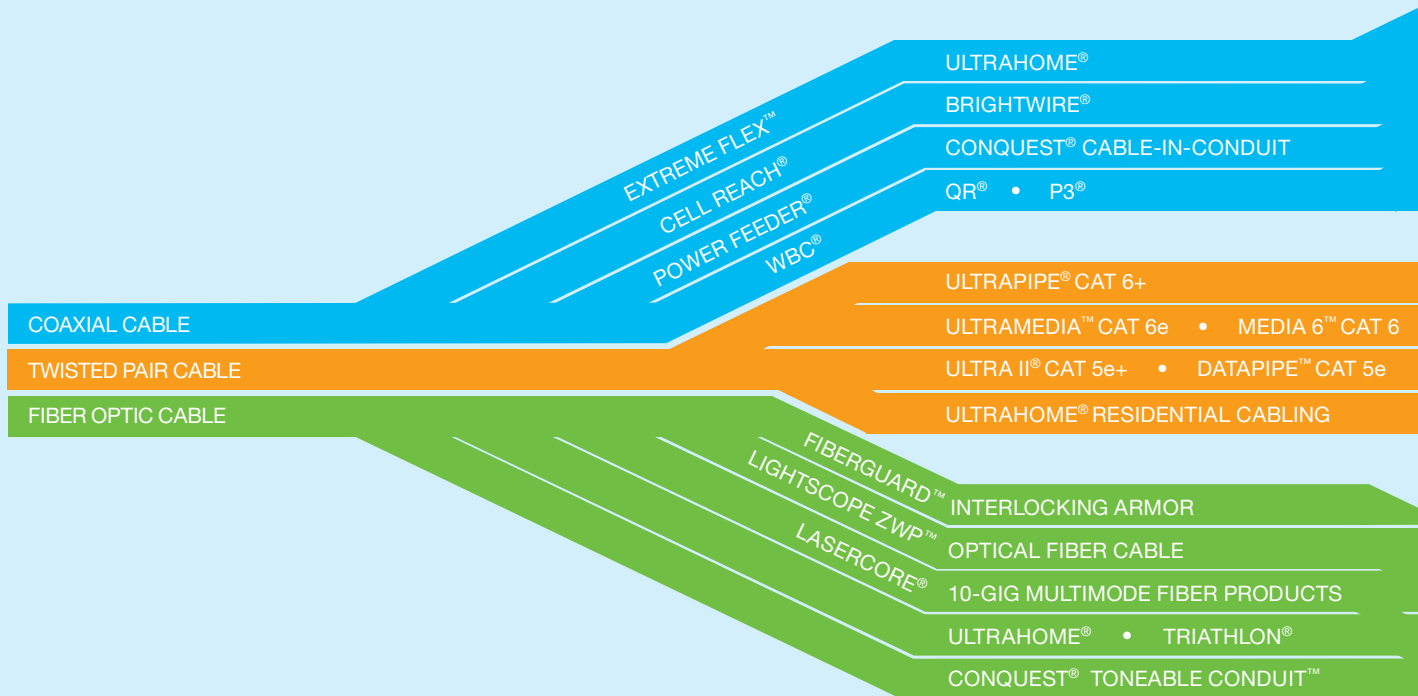 EXTREME FLEX™
CELL REACH®
POWER FEEDER®
WBC®
ULTRAHOME®
BRIGHTWIRE®
CONQUEST® CABLE-IN-CONDUIT
QR® • P3®
COAXIAL CABLE
TWISTED PAIR CABLE
ULTRAPIPE® CAT 6+
ULTRAMEDIA™ CAT 6e • MEDIA 6™ CAT 6
ULTRA II® CAT 5e+ • DATAPIPE™ CAT 5e
ULTRAHOME® RESIDENTIAL CABLING
FIBER OPTIC CABLE
FIBERGUARD™ INTERLOCKING ARMOR
LIGHTSCOPE ZWP™ OPTICAL FIBER CABLE
LASERCORE® 10-GIG MULTIMODE FIBER PRODUCTS
ULTRAHOME® • TRIATHLON®
CONQUEST® TONEABLE CONDUIT™